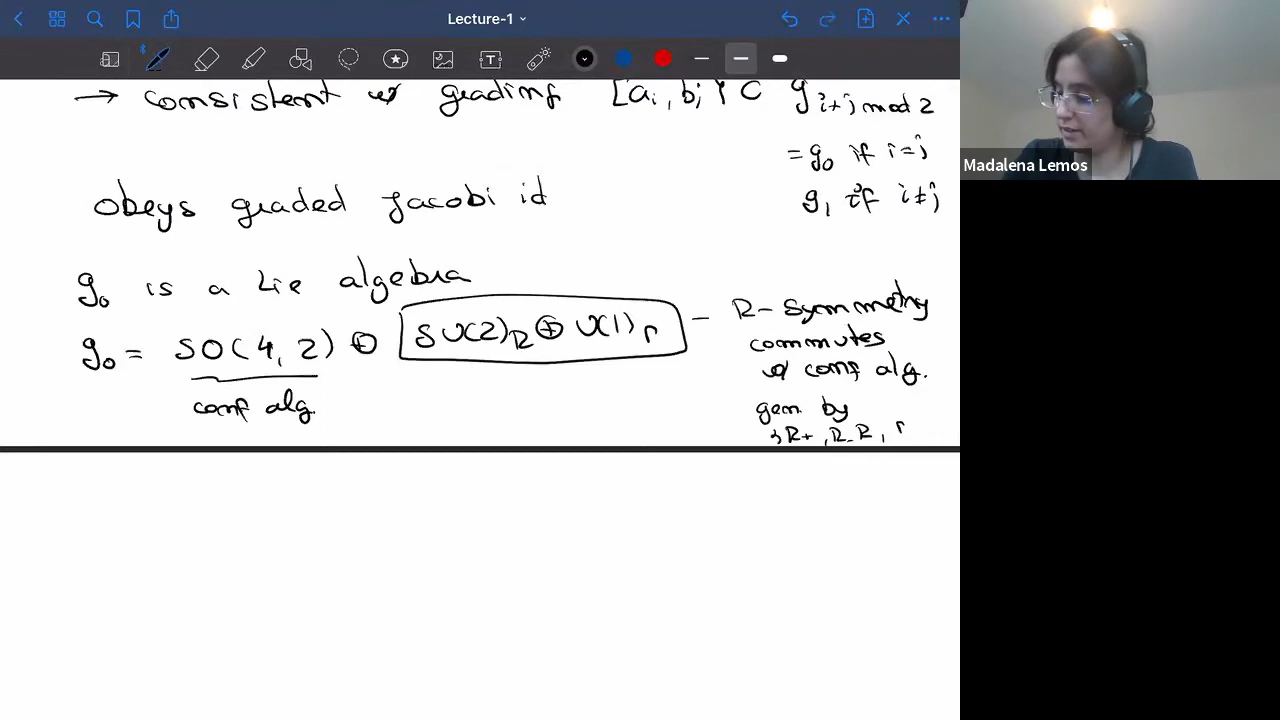 Lecture-1
→ consistent w/ grading [a_i, b_j } ⊂ g_{i+j mod 2}
= g_0 if i=j
g_1 if i≠j
obeys graded Jacobi id
g_0 is a Lie algebra
g_0 = SO(4,2) ⊕ SU(2)_R ⊕ U(1)_r — R-symmetry
commutes
w/ conf alg.
conf alg.
gen. by
R+, R-, R, r
Madalena Lemos